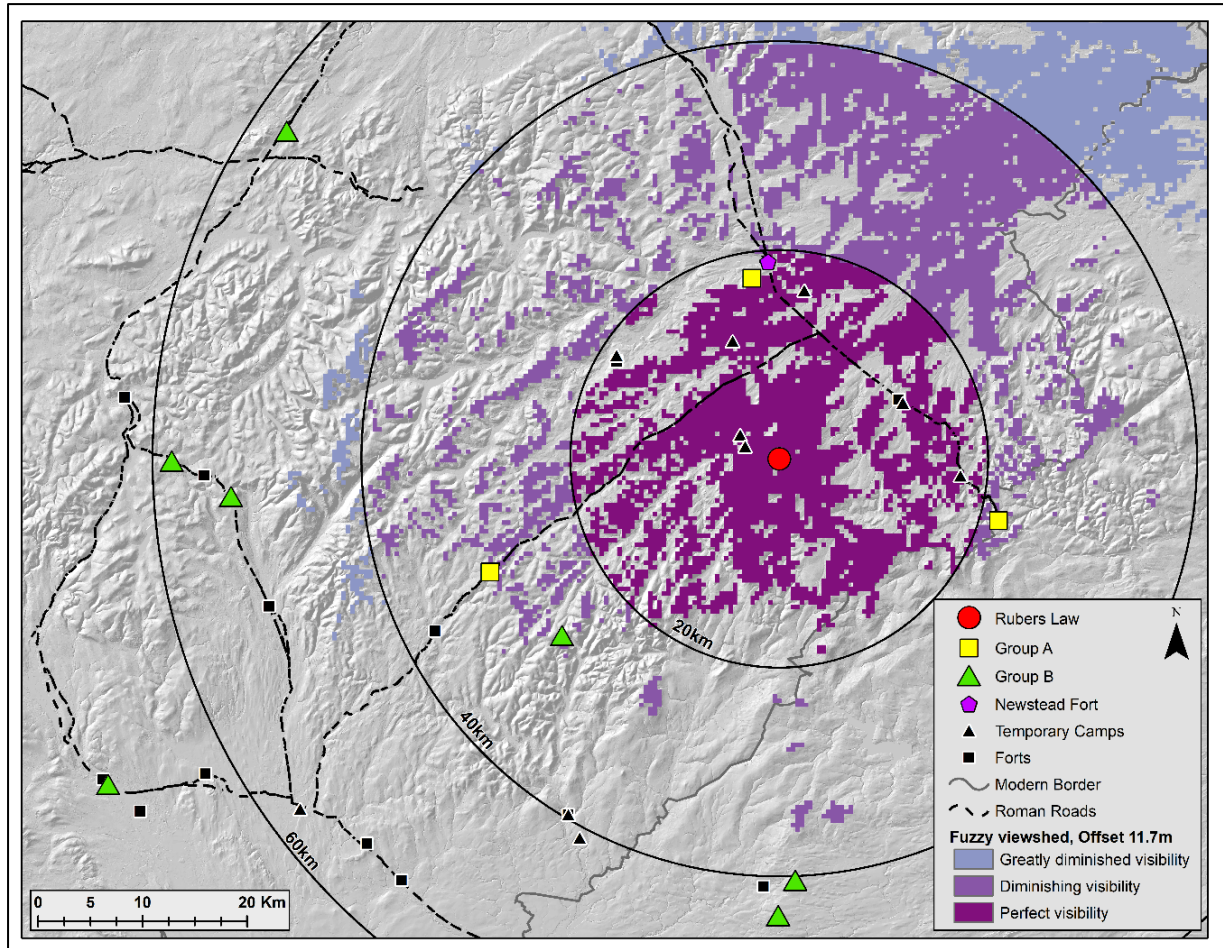 20km
40km
60km
N
Rubers Law
Group A
Group B
Newstead Fort
Temporary Camps
Forts
Modern Border
Roman Roads
Fuzzy viewshed, Offset 11.7m
Greatly diminished visibility
Diminishing visibility
Perfect visibility
0 5 10 20 Km